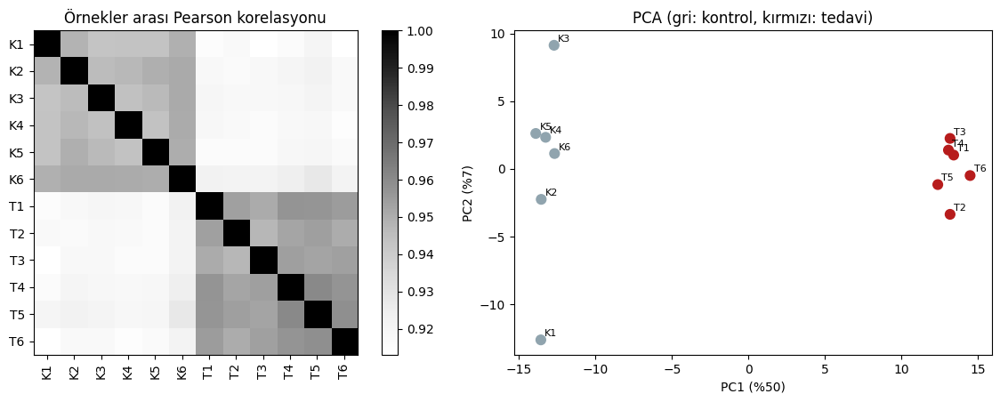 Örnekler arası Pearson korelasyonu
K1
K2
K3
K4
K5
K6
T1
T2
T3
T4
T5
T6
K1 K2 K3 K4 K5 K6 T1 T2 T3 T4 T5 T6
1.00
0.99
0.98
0.97
0.96
0.95
0.94
0.93
0.92
PCA (gri: kontrol, kırmızı: tedavi)
PC2 (%7)
10
5
0
−5
−10
K3
K5
K4
K6
K2
K1
T3
T4
T1
T6
T5
T2
−15 −10 −5 0 5 10 15
PC1 (%50)